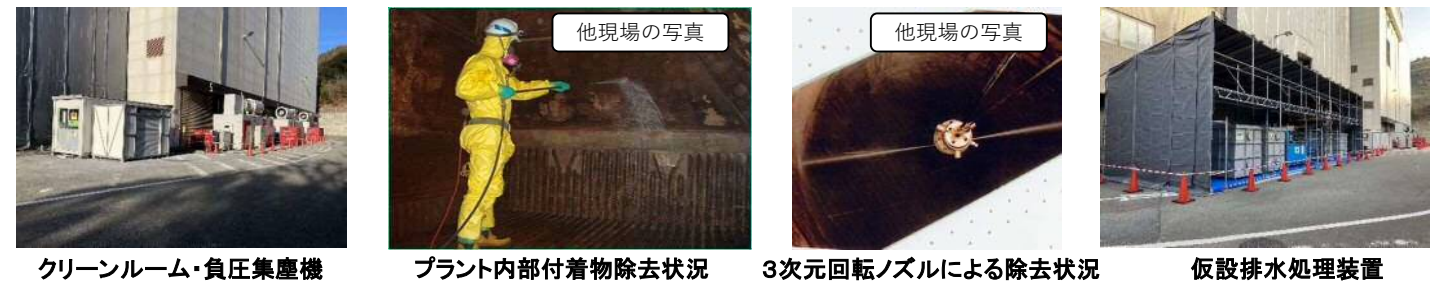 他現場の写真
他現場の写真
クリーンルーム・負圧集塵機
プラント内部付着物除去状況
3次元回転ノズルによる除去状況
仮設排水処理装置